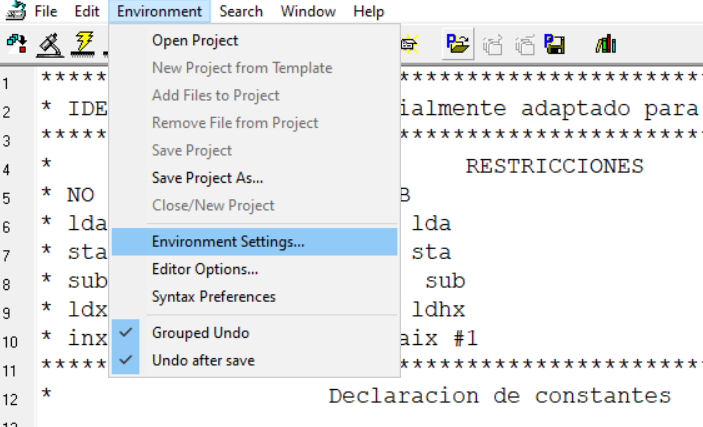 File Edit Environment Search Window Help
Open Project
New Project from Template
Add Files to Project
Remove File from Project
Save Project
Save Project As...
Close/New Project
Environment Settings...
Editor Options...
Syntax Preferences
Grouped Undo
Undo after save
1 ***** **********************
2 * IDE ialmente adaptado para
3 ***** **********************
4 * RESTRICCIONES
5 * NO B
6 * lda lda
7 * sta sta
8 * sub sub
9 * ldx ldhx
10 * inx aix #1
11 ***** **********************
12 * Declaracion de constantes